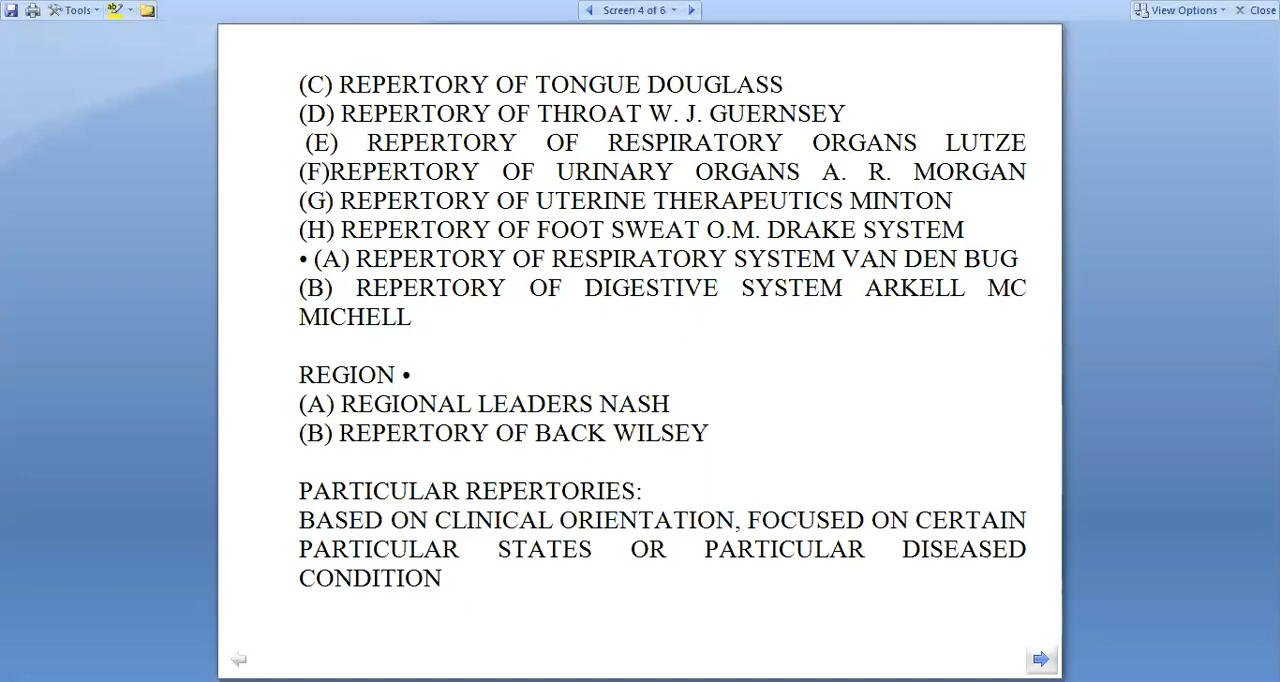 Tools
Screen 4 of 6
View Options
Close
(C) REPERTORY OF TONGUE DOUGLASS
(D) REPERTORY OF THROAT W. J. GUERNSEY
(E) REPERTORY OF RESPIRATORY ORGANS LUTZE
(F)REPERTORY OF URINARY ORGANS A. R. MORGAN
(G) REPERTORY OF UTERINE THERAPEUTICS MINTON
(H) REPERTORY OF FOOT SWEAT O.M. DRAKE SYSTEM
• (A) REPERTORY OF RESPIRATORY SYSTEM VAN DEN BUG
(B) REPERTORY OF DIGESTIVE SYSTEM ARKELL MC
MICHELL
REGION •
(A) REGIONAL LEADERS NASH
(B) REPERTORY OF BACK WILSEY
PARTICULAR REPERTORIES:
BASED ON CLINICAL ORIENTATION, FOCUSED ON CERTAIN
PARTICULAR STATES OR PARTICULAR DISEASED
CONDITION